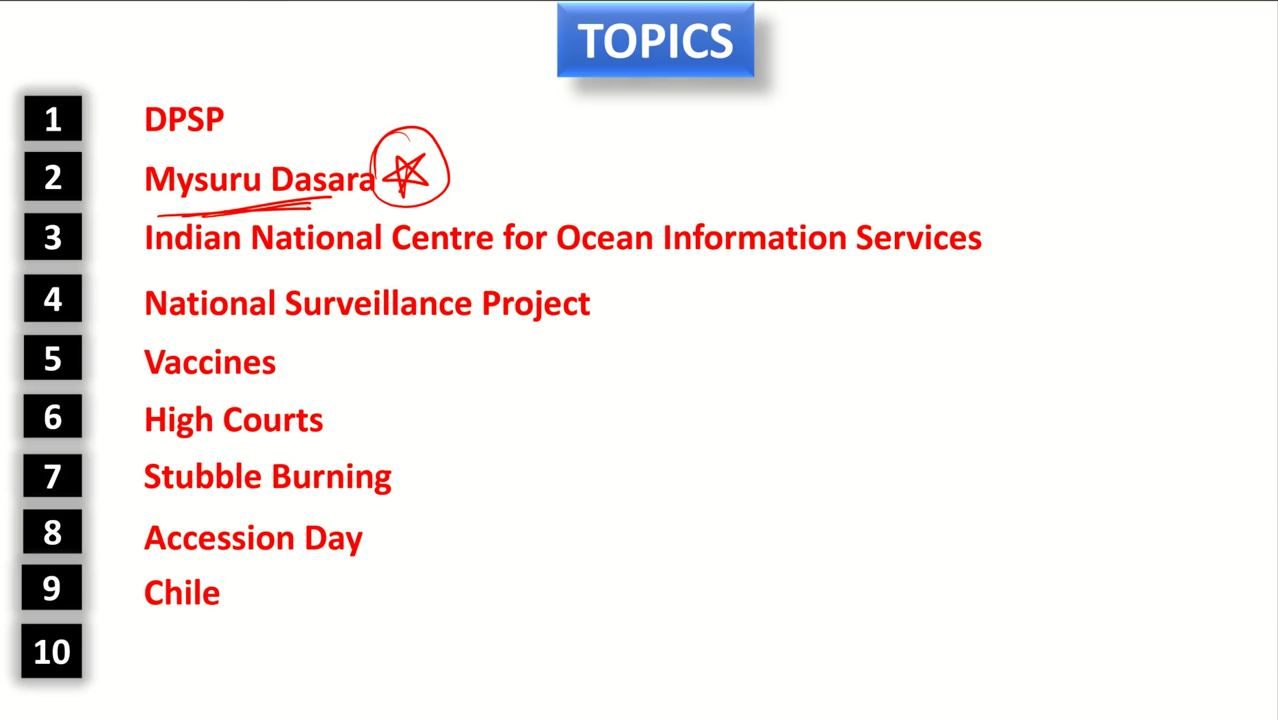 TOPICS
1 DPSP
2 Mysuru Dasara
3 Indian National Centre for Ocean Information Services
4 National Surveillance Project
5 Vaccines
6 High Courts
7 Stubble Burning
8 Accession Day
9 Chile
10